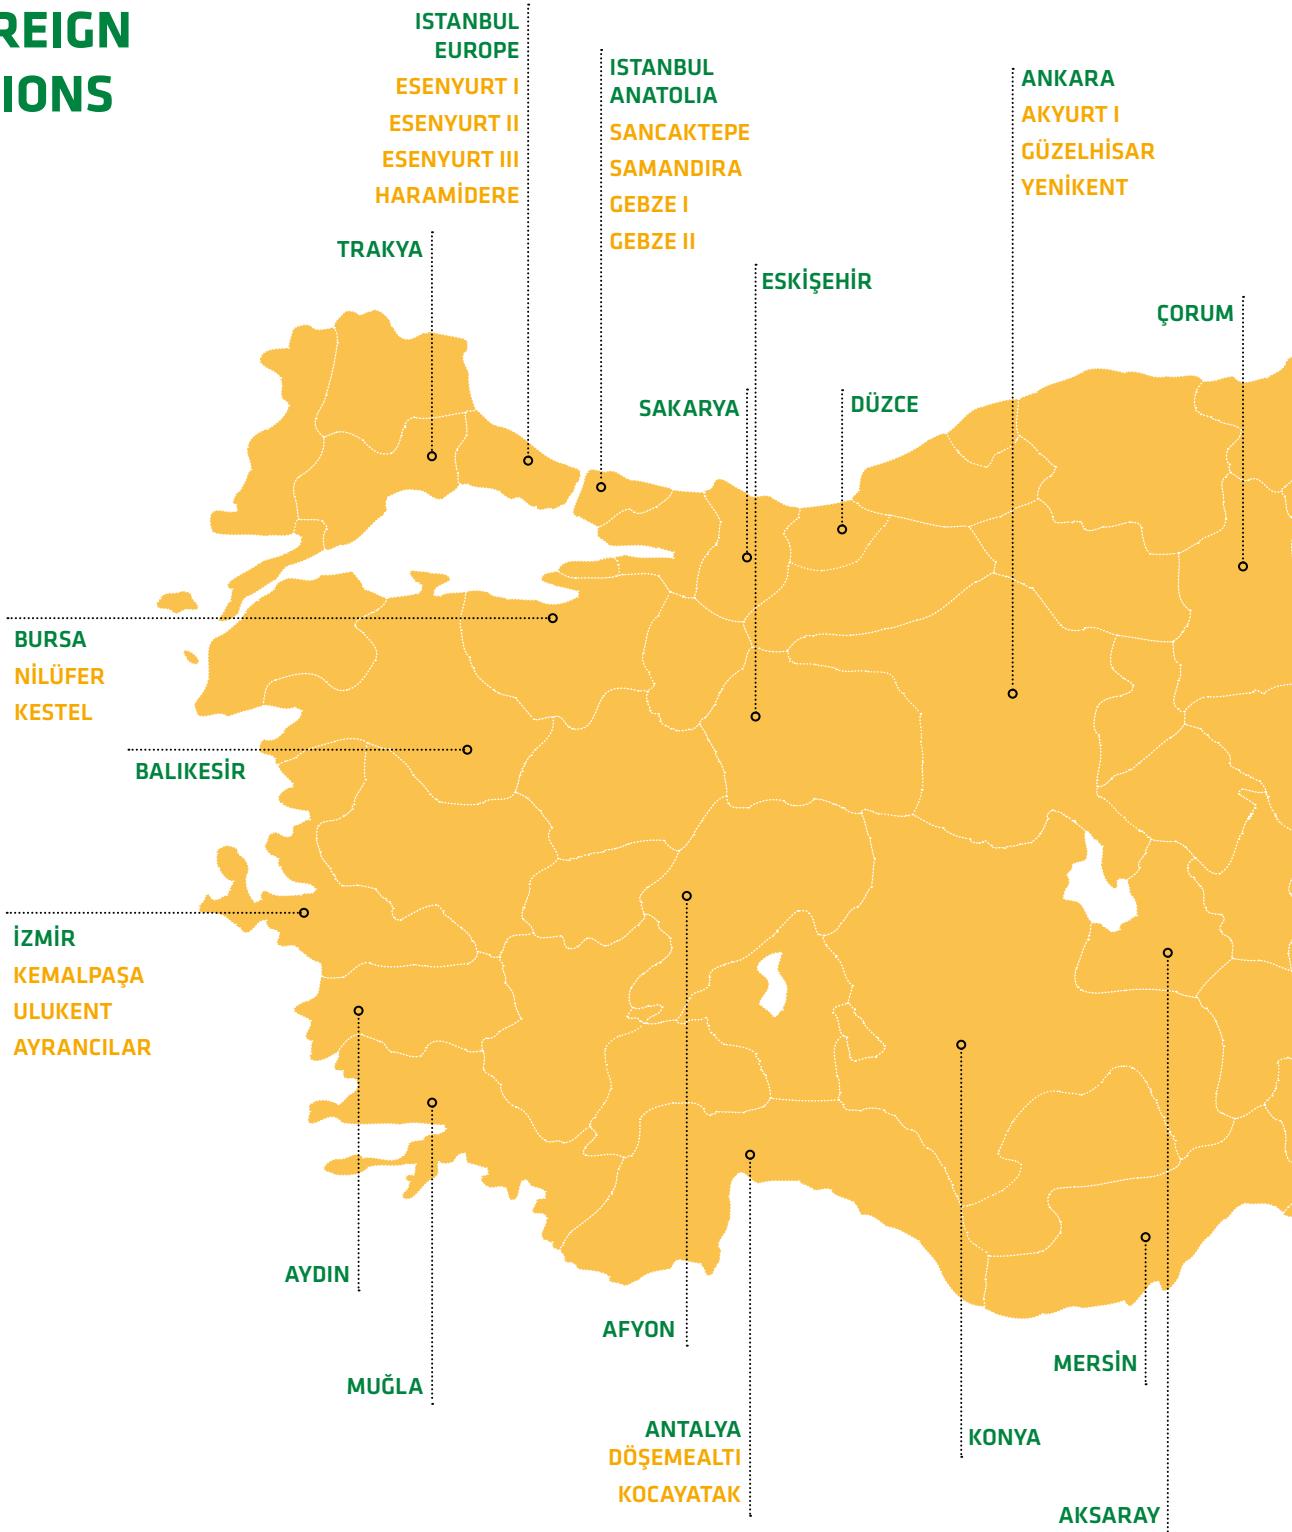 REIGN
IONS
ISTANBUL
EUROPE
ESENYURT I
ESENYURT II
ESENYURT III
HARAMİDERE
ISTANBUL
ANATOLIA
SANCAKTEPE
SAMANDIRA
GEBZE I
GEBZE II
ANKARA
AKYURT I
GÜZELHİSAR
YENİKENT
TRAKYA
ESKİŞEHİR
ÇORUM
SAKARYA
DÜZCE
BURSA
NİLÜFER
KESTEL
BALIKESİR
İZMİR
KEMALPAŞA
ULUKENT
AYRANCILAR
AYDIN
AFYON
MUĞLA
MERSİN
ANTALYA
DÖŞEMEALTI
KOCAYATAK
KONYA
AKSARAY